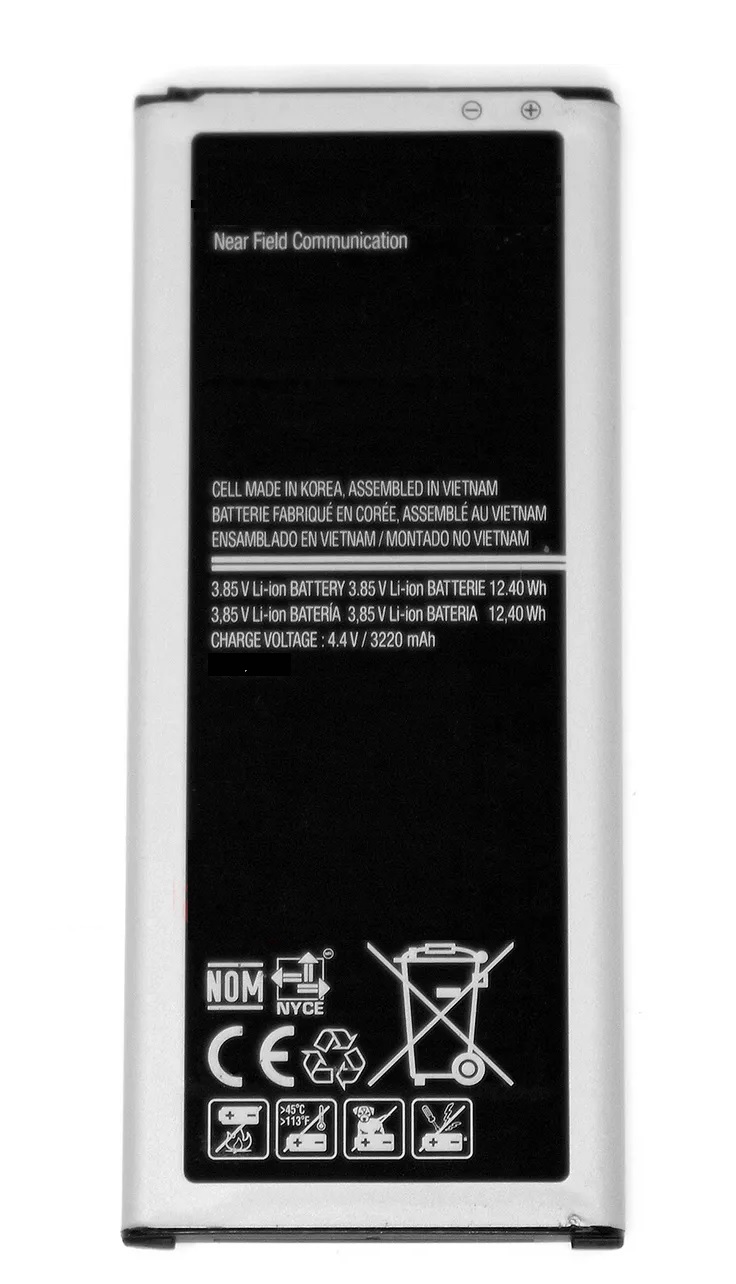 ⊖ ⊕
Near Field Communication
CELL MADE IN KOREA, ASSEMBLED IN VIETNAM
BATTERIE FABRIQUÉ EN CORÉE, ASSEMBLÉ AU VIETNAM
ENSAMBLADO EN VIETNAM / MONTADO NO VIETNAM
3.85 V Li-ion BATTERY 3.85 V Li-ion BATTERIE 12.40 Wh
3,85 V Li-ion BATERÍA 3,85 V Li-ion BATERIA 12,40 Wh
CHARGE VOLTAGE : 4.4 V / 3220 mAh
NOM
NYCE
CE
>45°C
>113°F